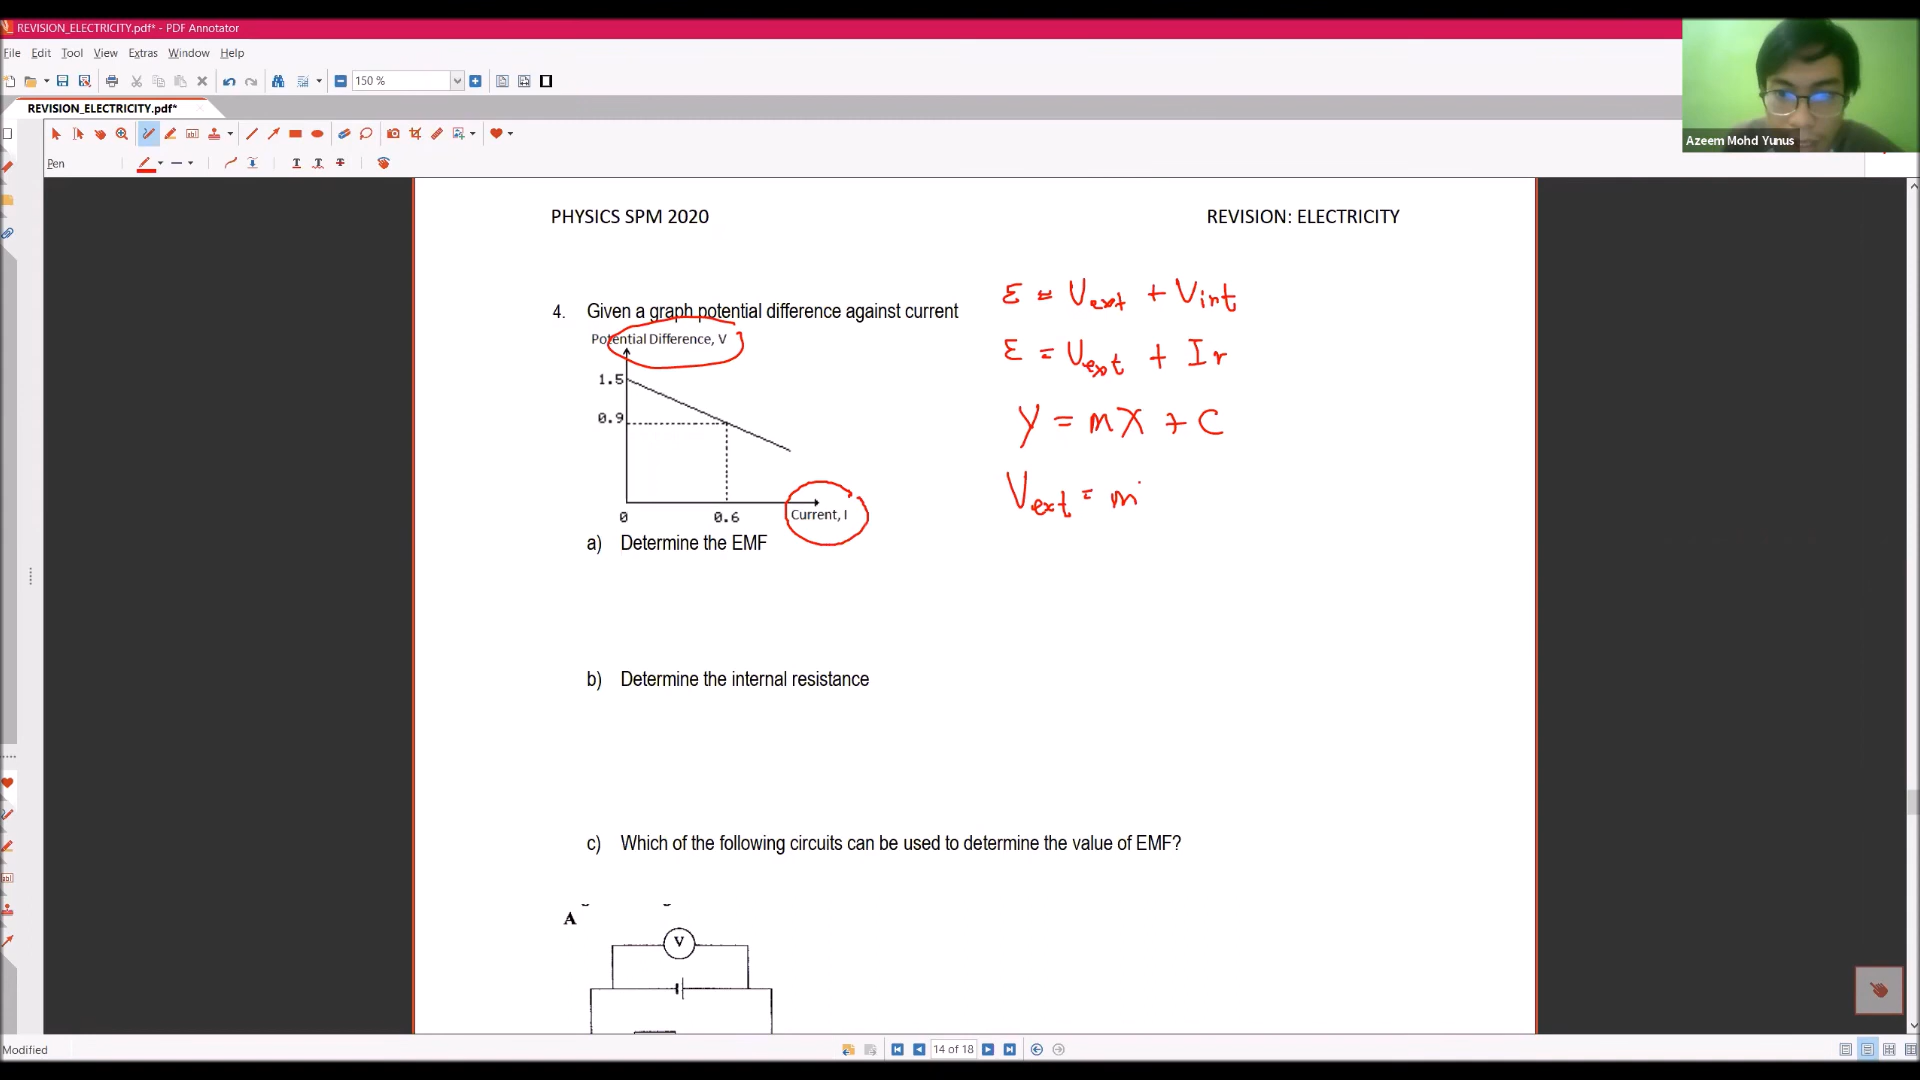 REVISION_ELECTRICITY.pdf* - PDF Annotator
File Edit Tool View Extras Window Help
150 %
REVISION_ELECTRICITY.pdf*
Pen
Azeem Mohd Yunus
PHYSICS SPM 2020
REVISION: ELECTRICITY
4. Given a graph potential difference against current
Potential Difference, V
1.5
0.9
0 0.6
Current, I
ε = Vext + Vint
ε = Vext + Ir
Y = mX + C
Vext = m
a) Determine the EMF
b) Determine the internal resistance
c) Which of the following circuits can be used to determine the value of EMF?
A
V
Modified
14 of 18